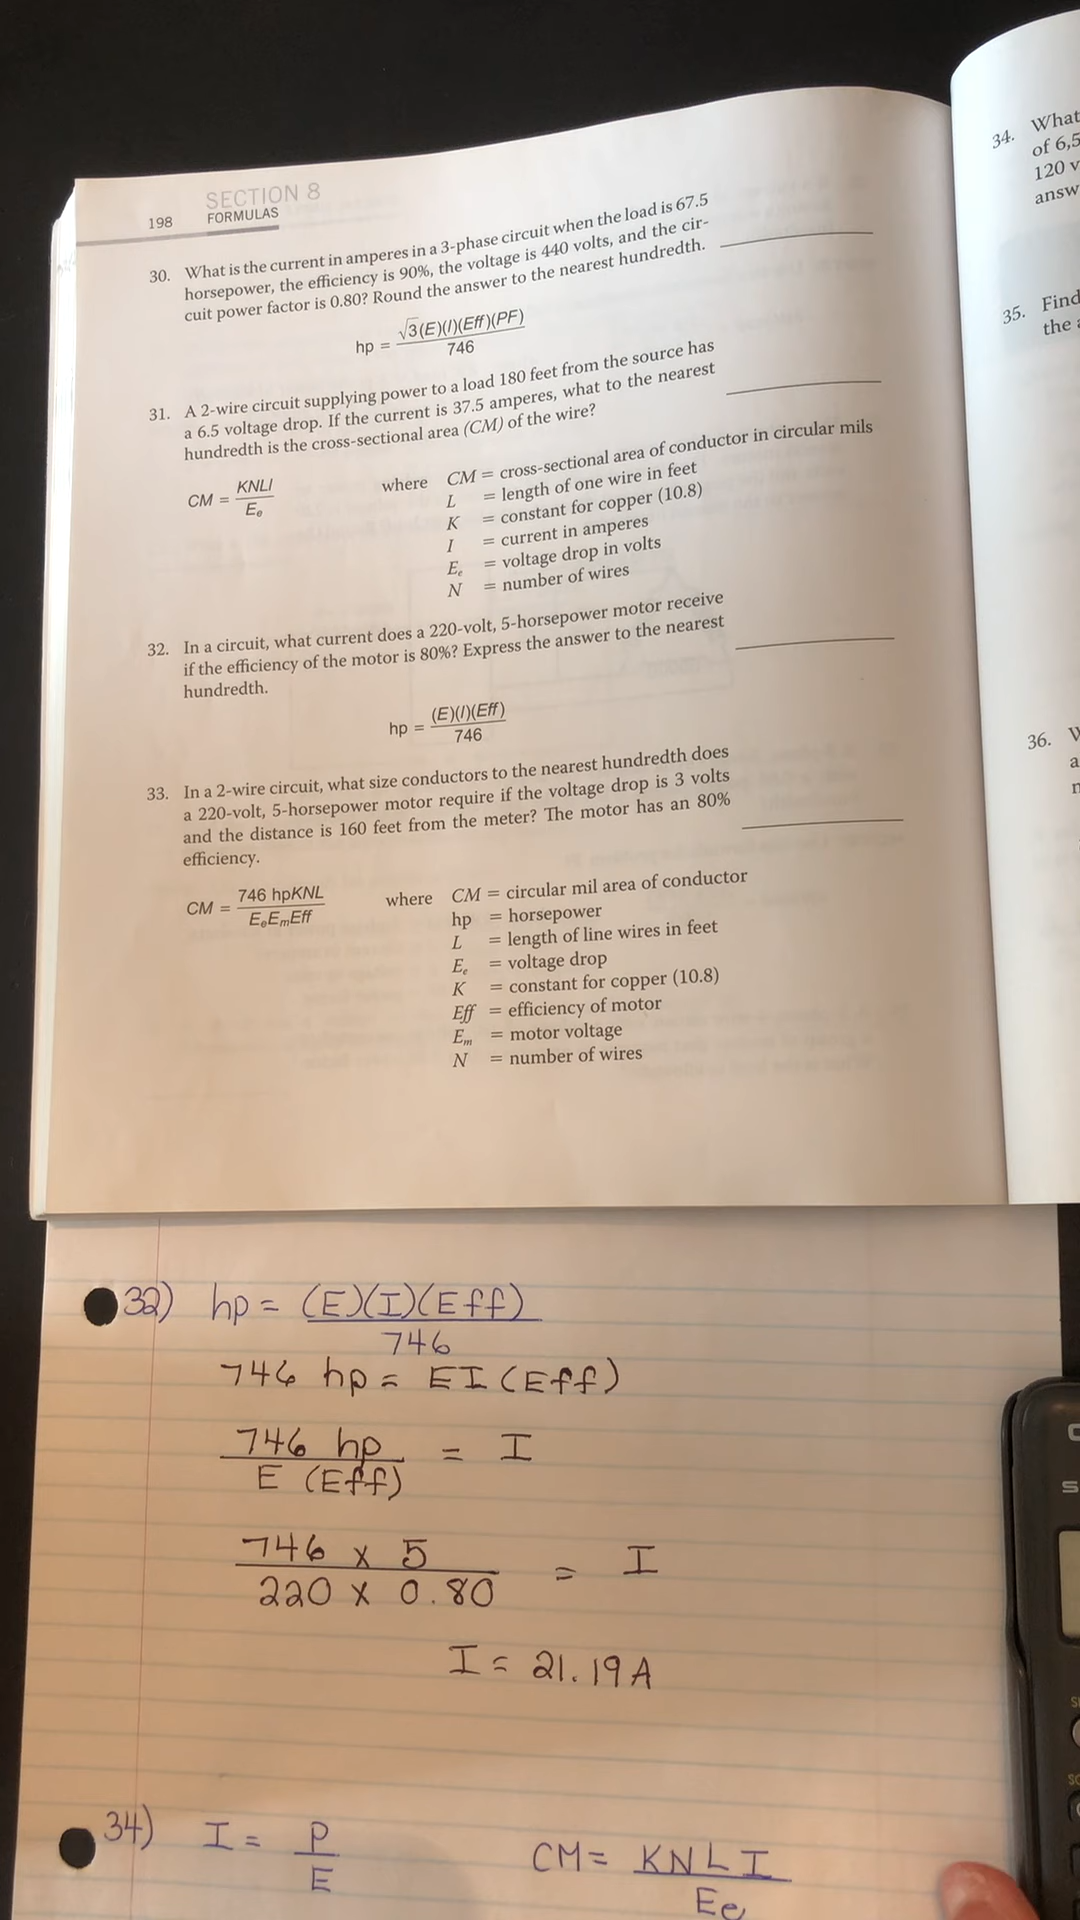 198
SECTION 8
FORMULAS
30. What is the current in amperes in a 3-phase circuit when the load is 67.5
horsepower, the efficiency is 90%, the voltage is 440 volts, and the cir-
cuit power factor is 0.80? Round the answer to the nearest hundredth.
hp = √3(E)(I)(Eff)(PF)
746
31. A 2-wire circuit supplying power to a load 180 feet from the source has
a 6.5 voltage drop. If the current is 37.5 amperes, what to the nearest
hundredth is the cross-sectional area (CM) of the wire?
CM = KNLI
Eₑ
where CM = cross-sectional area of conductor in circular mils
L = length of one wire in feet
K = constant for copper (10.8)
I = current in amperes
Eₑ = voltage drop in volts
N = number of wires
32. In a circuit, what current does a 220-volt, 5-horsepower motor receive
if the efficiency of the motor is 80%? Express the answer to the nearest
hundredth.
hp = (E)(I)(Eff)
746
33. In a 2-wire circuit, what size conductors to the nearest hundredth does
a 220-volt, 5-horsepower motor require if the voltage drop is 3 volts
and the distance is 160 feet from the meter? The motor has an 80%
efficiency.
CM = 746 hpKNL
EₑEₘEff
where CM = circular mil area of conductor
hp = horsepower
L = length of line wires in feet
Eₑ = voltage drop
K = constant for copper (10.8)
Eff = efficiency of motor
Eₘ = motor voltage
N = number of wires
34. What
of 6,5
120 v
answ
35. Find
the
36.
a
32) hp = (E)(I)(Eff)
746
746 hp = EI (Eff)
746 hp = I
E (Eff)
746 x 5 = I
220 x 0.80
I = 21.19A
34) I = P
E
CM = KNLI
Ee